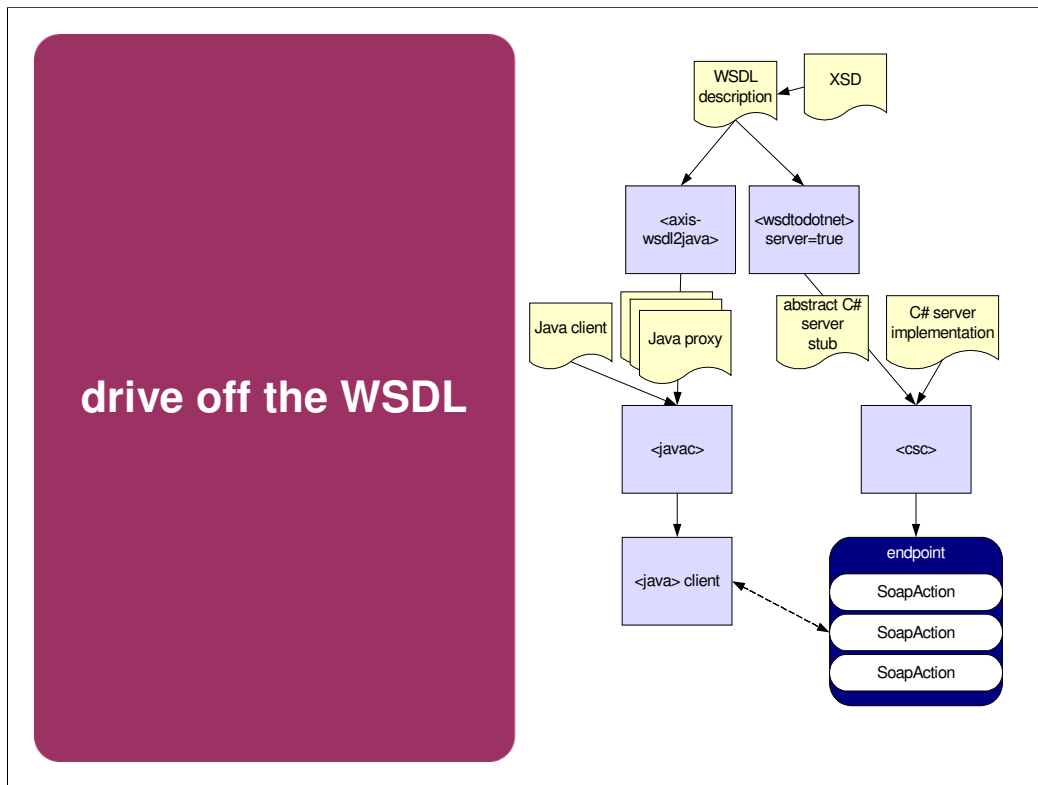 drive off the WSDL
WSDL
description
XSD
<axis-
wsdl2java>
<wsdtodotnet>
server=true
Java client
Java proxy
abstract C#
server
stub
C# server
implementation
<javac>
<csc>
<java> client
endpoint
SoapAction
SoapAction
SoapAction